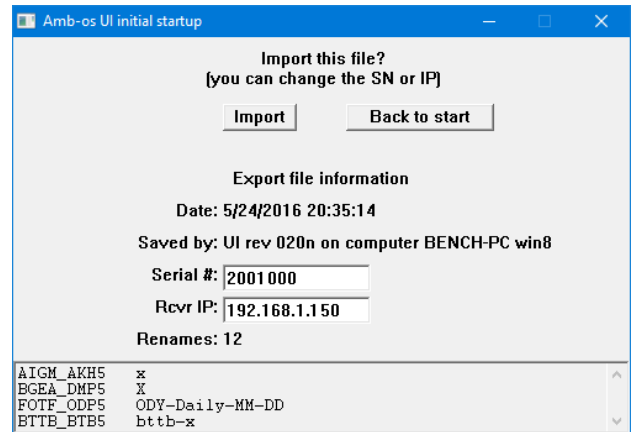 Amb-os UI initial startup
Import this file?
(you can change the SN or IP)
Import Back to start
Export file information
Date: 5/24/2016 20:35:14
Saved by: UI rev 020n on computer BENCH-PC win8
Serial #: 2001000
Rcvr IP: 192.168.1.150
Renames: 12
AIGM_AKH5 x
BGEA_DMP5 X
FOTF_ODP5 ODY-Daily-MM-DD
BTTB_BTB5 bttb-x